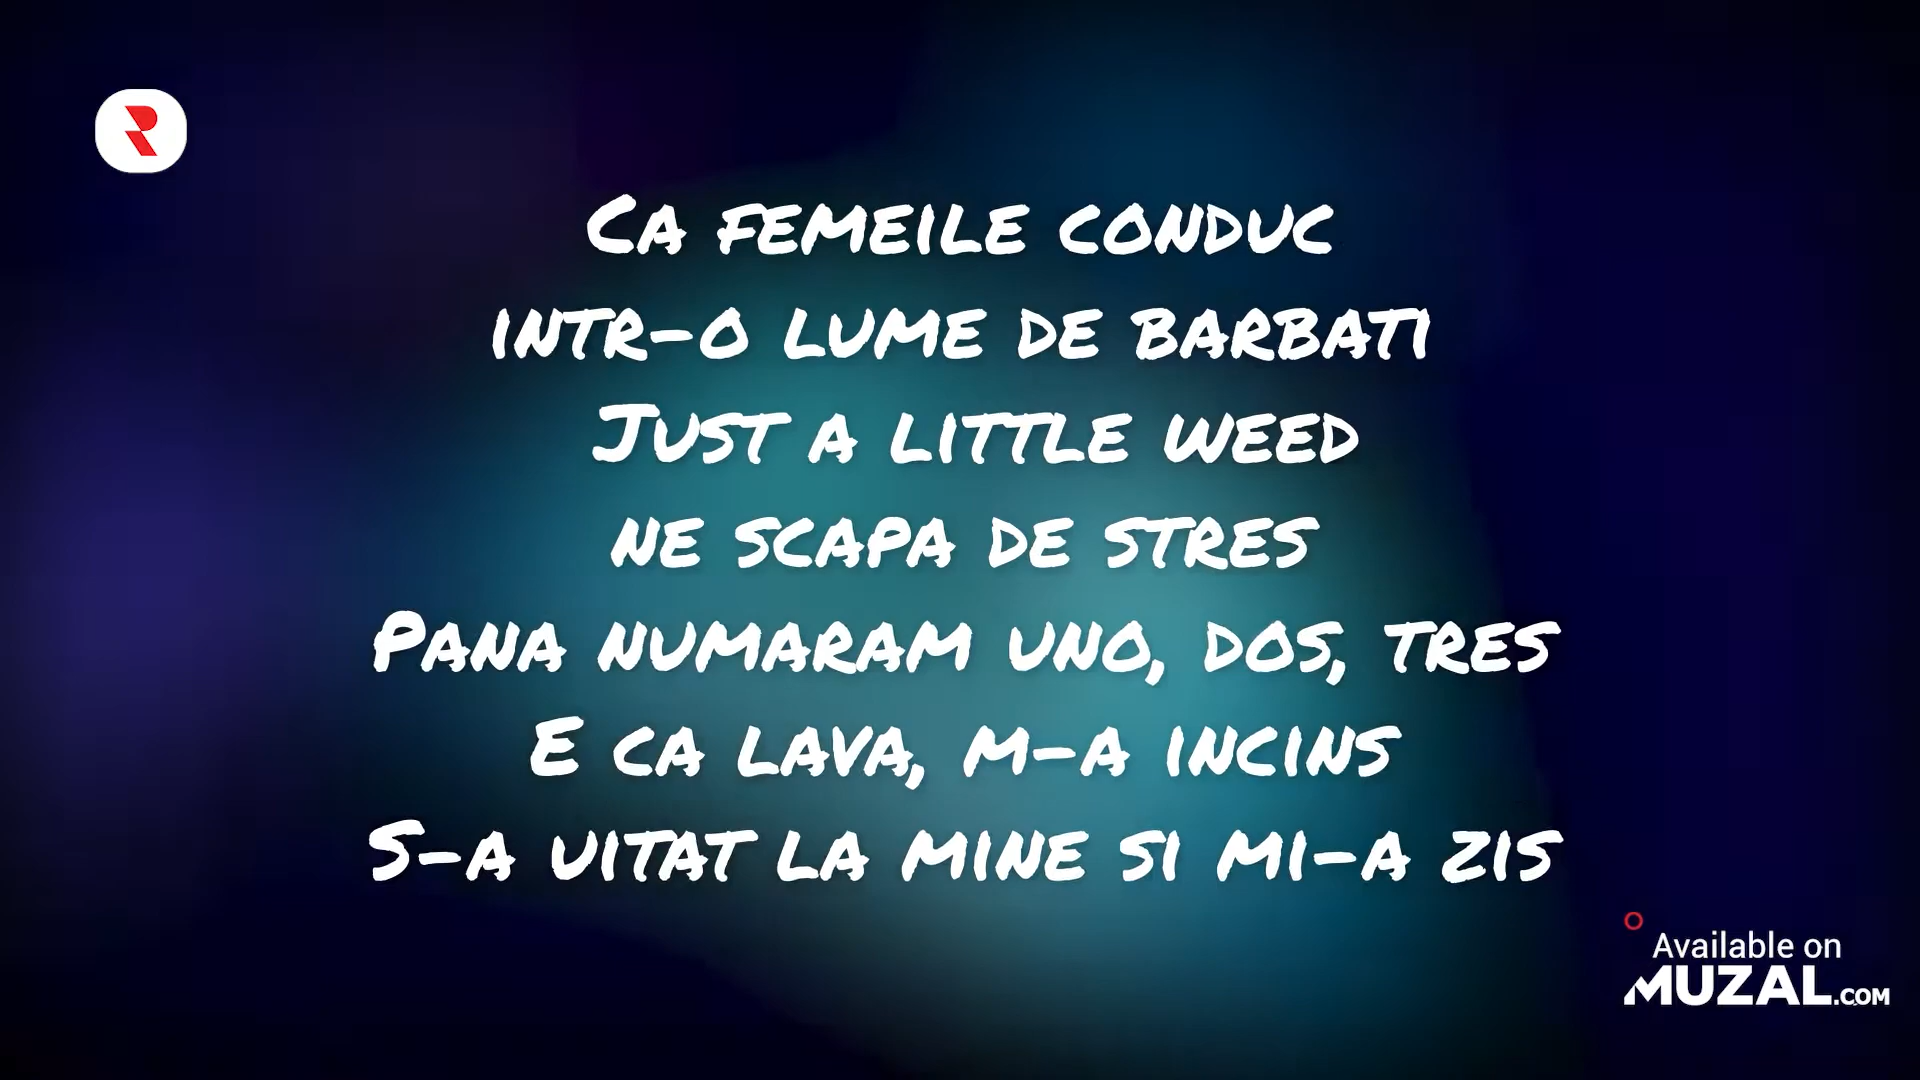 Ca femeile conduc
intr-o lume de barbati
Just a little weed
ne scapa de stres
Pana numaram uno, dos, tres
E ca lava, m-a incins
S-a uitat la mine si mi-a zis
Available on
MUZAL.COM